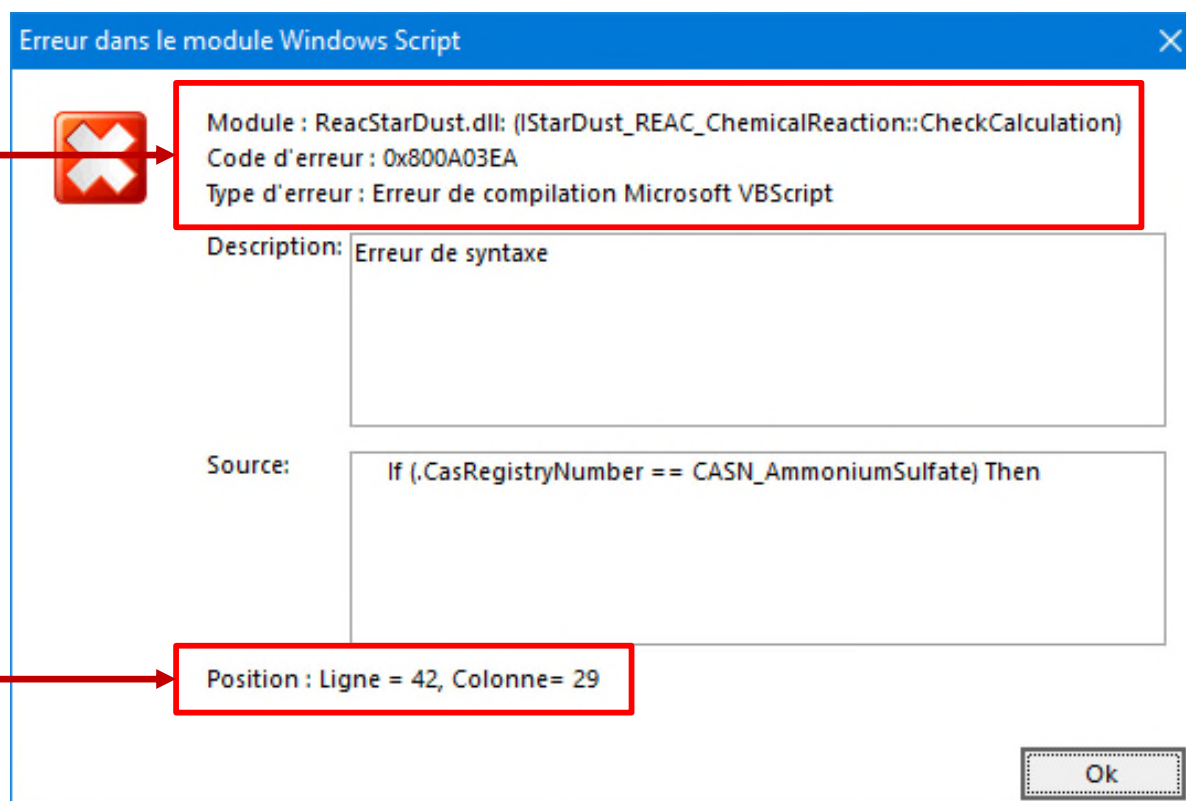 Erreur dans le module Windows Script
Module : ReacStarDust.dll: (IStarDust_REAC_ChemicalReaction::CheckCalculation)
Code d'erreur : 0x800A03EA
Type d'erreur : Erreur de compilation Microsoft VBScript
Description:
Erreur de syntaxe
Source:
If (.CasRegistryNumber == CASN_AmmoniumSulfate) Then
Position : Ligne = 42, Colonne= 29
Ok